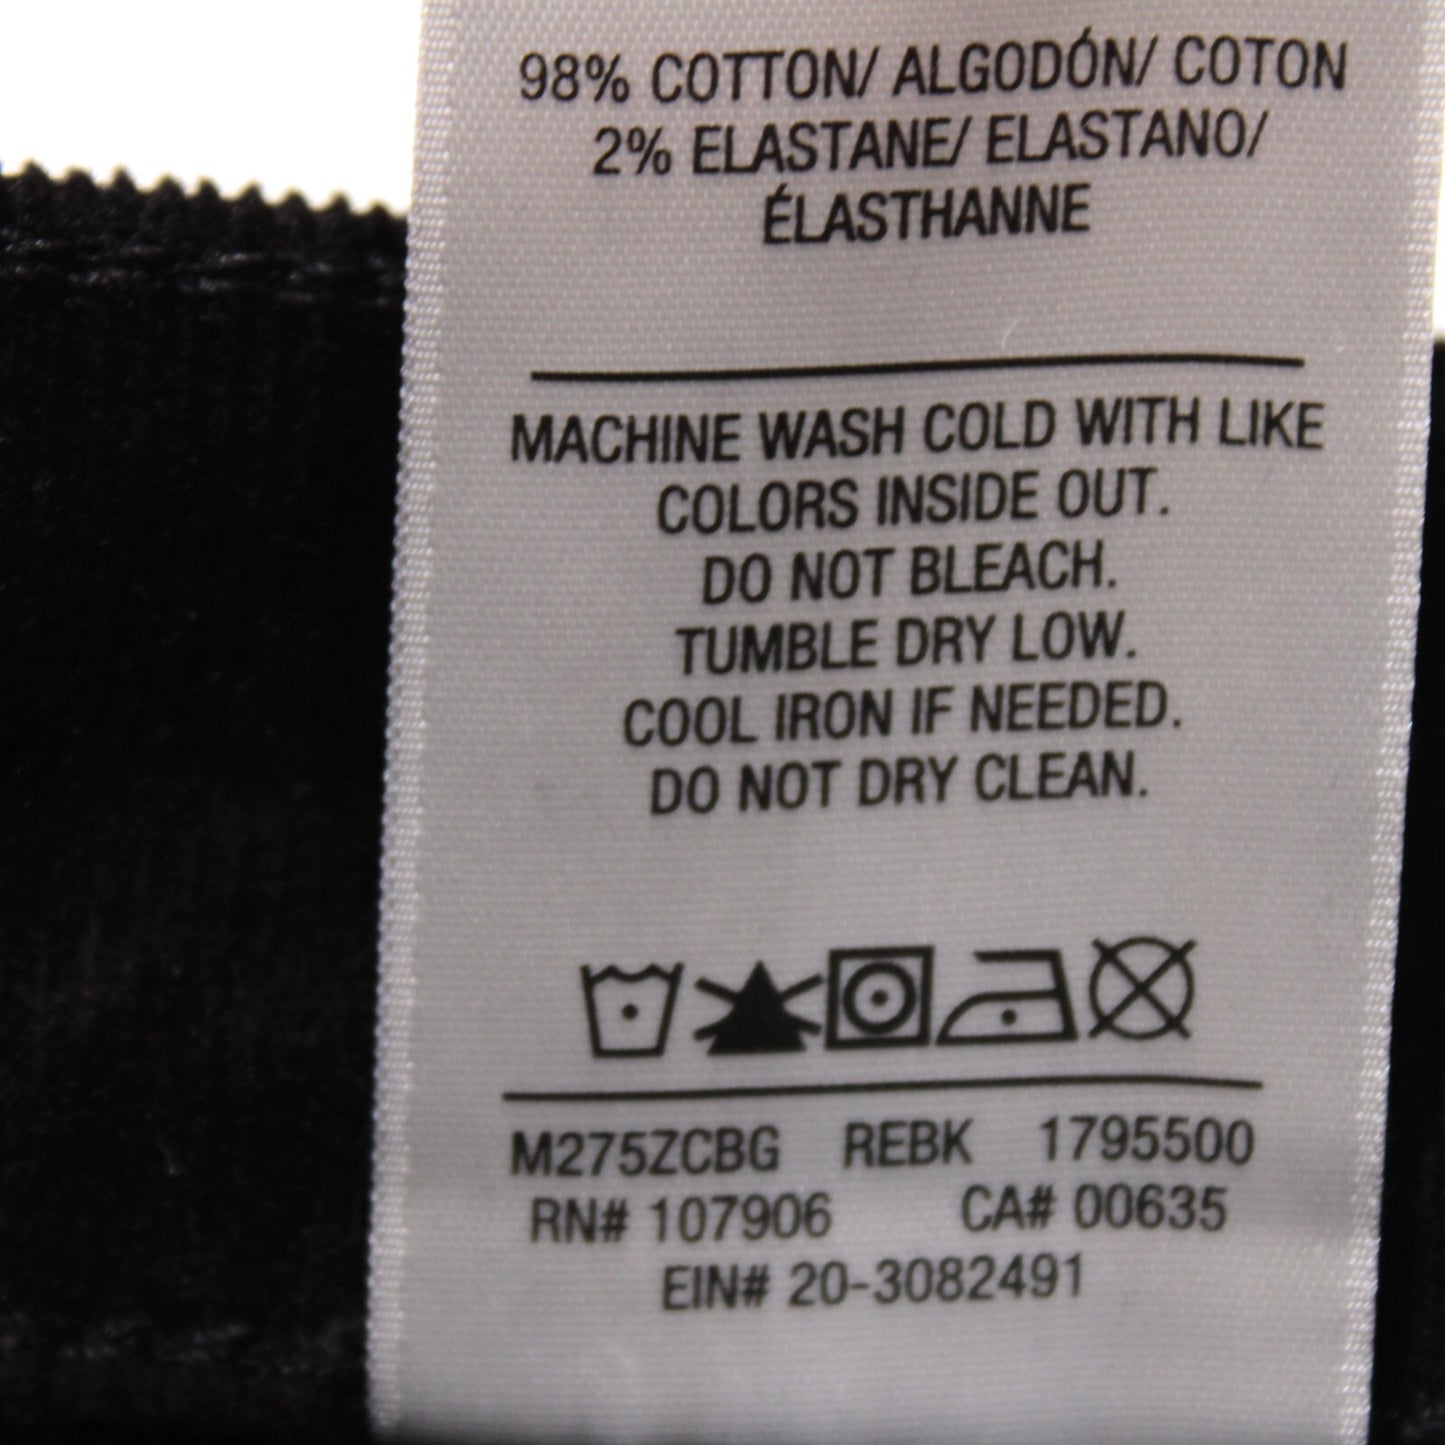 98% COTTON/ ALGODÓN/ COTON
2% ELASTANE/ ELASTANO/
ÉLASTHANNE
MACHINE WASH COLD WITH LIKE
COLORS INSIDE OUT.
DO NOT BLEACH.
TUMBLE DRY LOW.
COOL IRON IF NEEDED.
DO NOT DRY CLEAN.
M275ZCBG REBK 1795500
RN# 107906 CA# 00635
EIN# 20-3082491